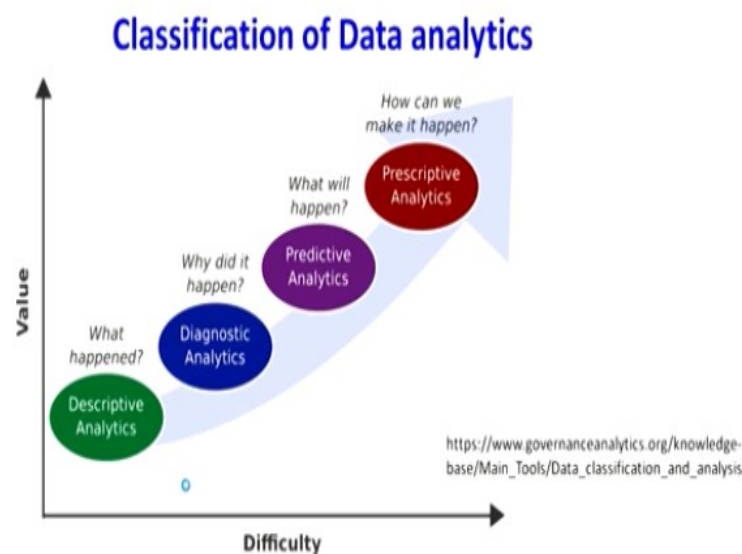 Classification of Data analytics
How can we
make it happen?
Prescriptive
Analytics
What will
happen?
Predictive
Analytics
Why did it
happen?
Diagnostic
Analytics
What
happened?
Descriptive
Analytics
Value
https://www.governanceanalytics.org/knowledge-
base/Main_Tools/Data_classification_and_analysis
Difficulty